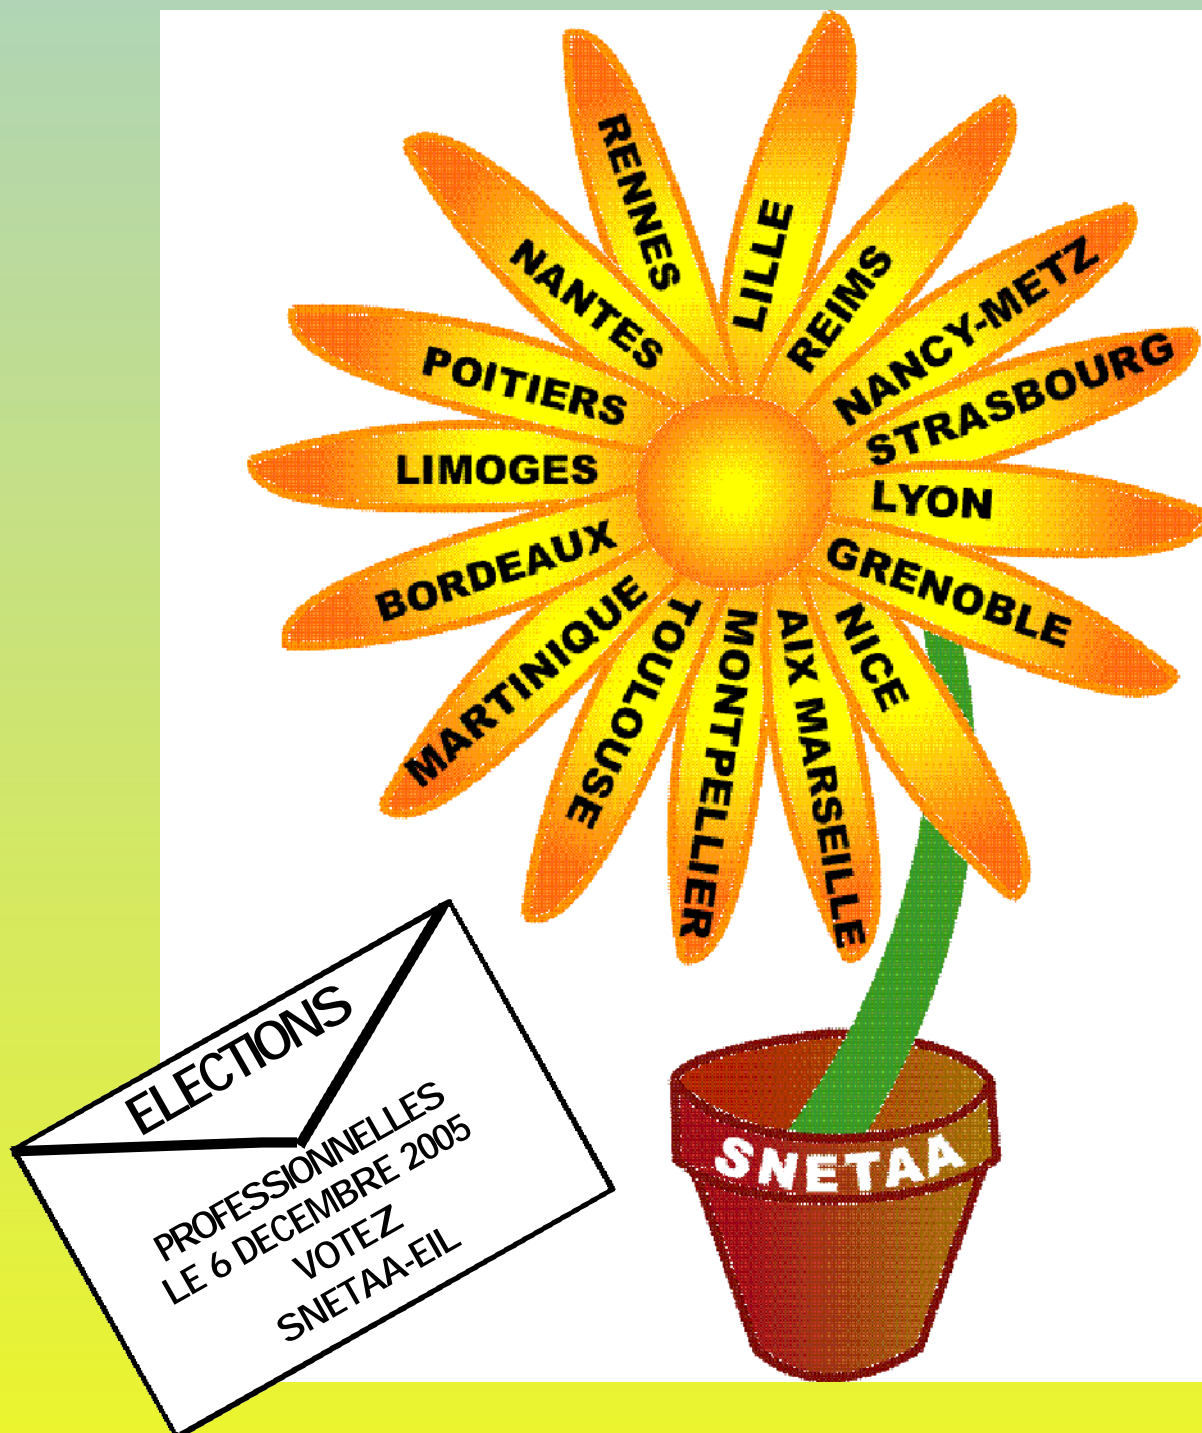 RENNES
LILLE
REIMS
NANCY-METZ
STRASBOURG
LYON
GRENOBLE
NICE
AIX MARSEILLE
MONTPELLIER
TOULOUSE
MARTINIQUE
BORDEAUX
LIMOGES
POITIERS
NANTES
ELECTIONS
PROFESSIONNELLES
LE 6 DECEMBRE 2005
VOTEZ
SNETAA-EIL
SNETAA